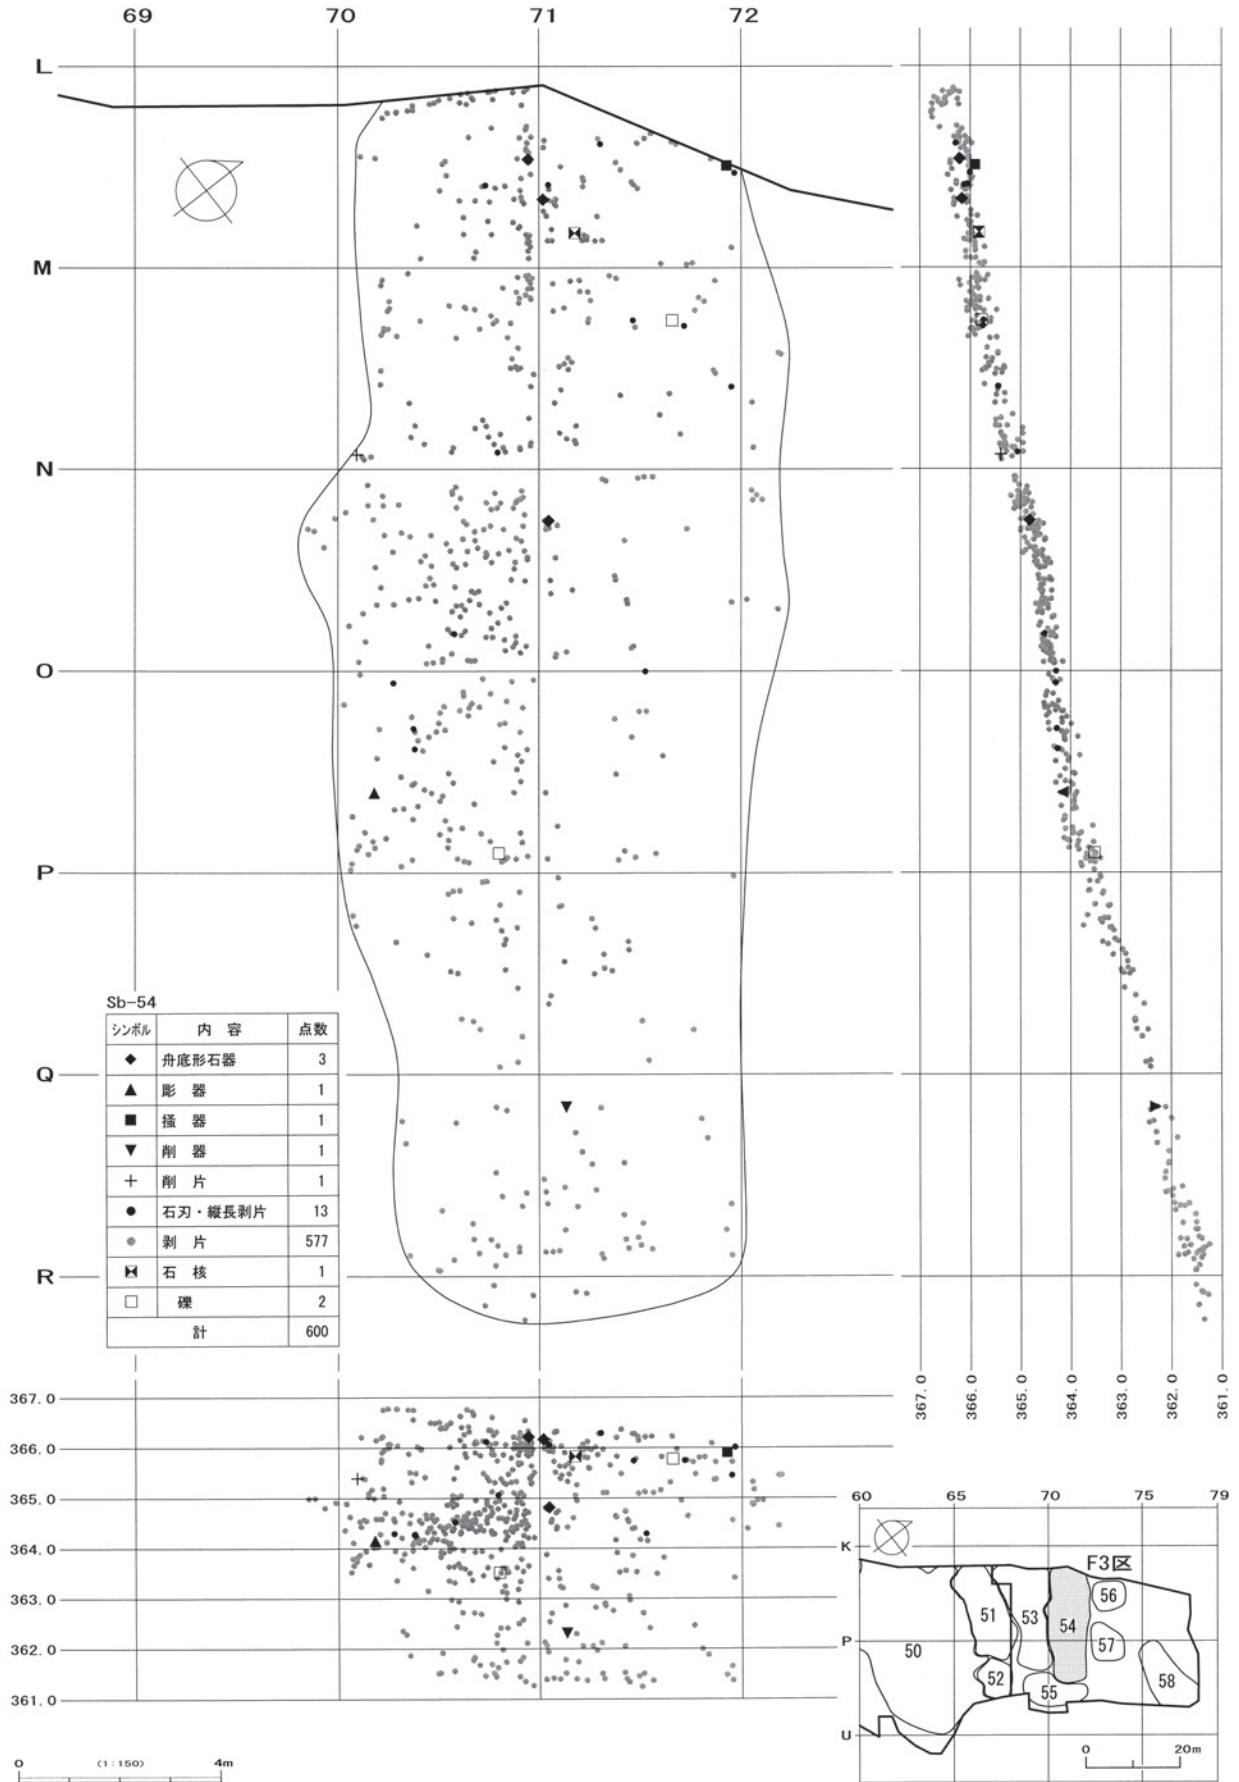 69 70 71 72
L
M
N
O
P
Q
R
Sb-54
シンボル 内 容 点数
◆ 舟底形石器 3
▲ 彫 器 1
■ 掻 器 1
▼ 削 器 1
+ 削 片 1
● 石刃・縦長剥片 13
● 剥 片 577
石 核 1
□ 礫 2
計 600
367.0 366.0 365.0 364.0 363.0 362.0 361.0
367.0
366.0
365.0
364.0
363.0
362.0
361.0
0 (1:150) 4m
60 65 70 75 79
K
F3区
56
51 53 54
P 57
50
52 55 58
U
0 20m